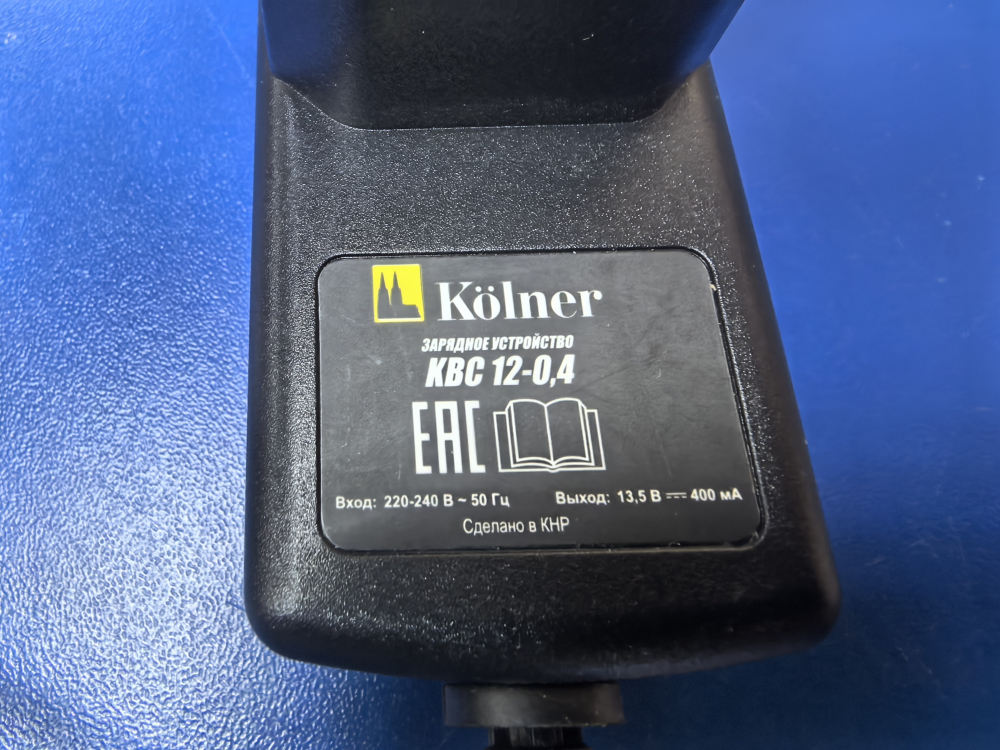 Kölner
ЗАРЯДНОЕ УСТРОЙСТВО
КВС 12-0,4
EAC
Вход: 220-240 В ~ 50 Гц Выход: 13,5 В ⎓ 400 мА
Сделано в КНР